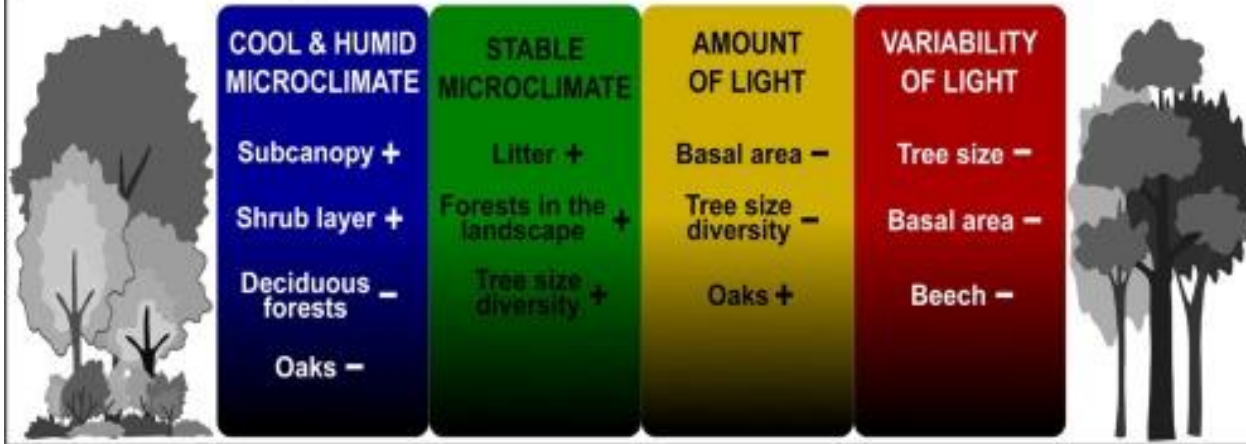 COOL & HUMID
MICROCLIMATE
Subcanopy +
Shrub layer +
Deciduous
forests –
Oaks –
STABLE
MICROCLIMATE
Litter +
Forests in the
landscape +
Tree size
diversity +
AMOUNT
OF LIGHT
Basal area –
Tree size
diversity –
Oaks +
VARIABILITY
OF LIGHT
Tree size –
Basal area –
Beech –